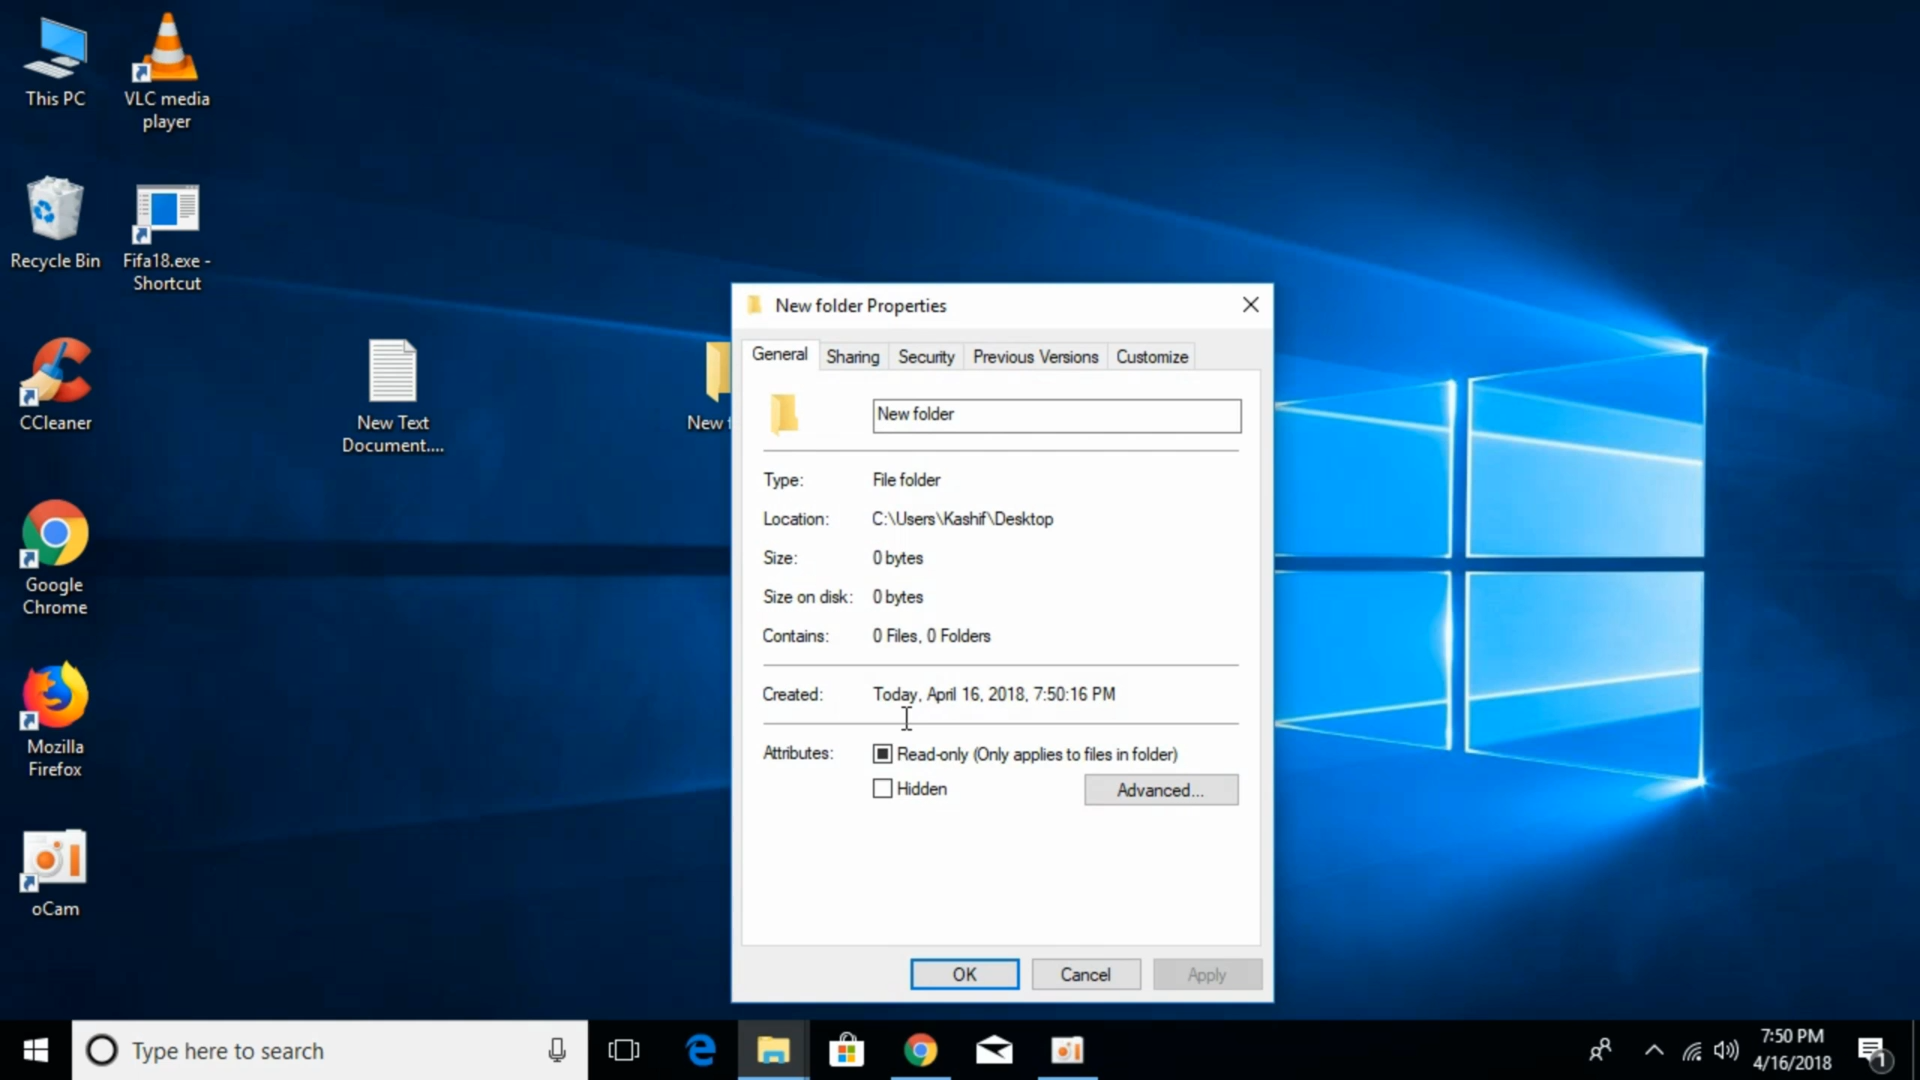 This PC
VLC media
player
Recycle Bin
Fifa18.exe -
Shortcut
CCleaner
New Text
Document....
New f
Google
Chrome
Mozilla
Firefox
oCam
New folder Properties
General
Sharing
Security
Previous Versions
Customize
New folder
Type: File folder
Location: C:\Users\Kashif\Desktop
Size: 0 bytes
Size on disk: 0 bytes
Contains: 0 Files, 0 Folders
Created: Today, April 16, 2018, 7:50:16 PM
Attributes: Read-only (Only applies to files in folder)
Hidden
Advanced...
OK
Cancel
Apply
Type here to search
7:50 PM
4/16/2018
1